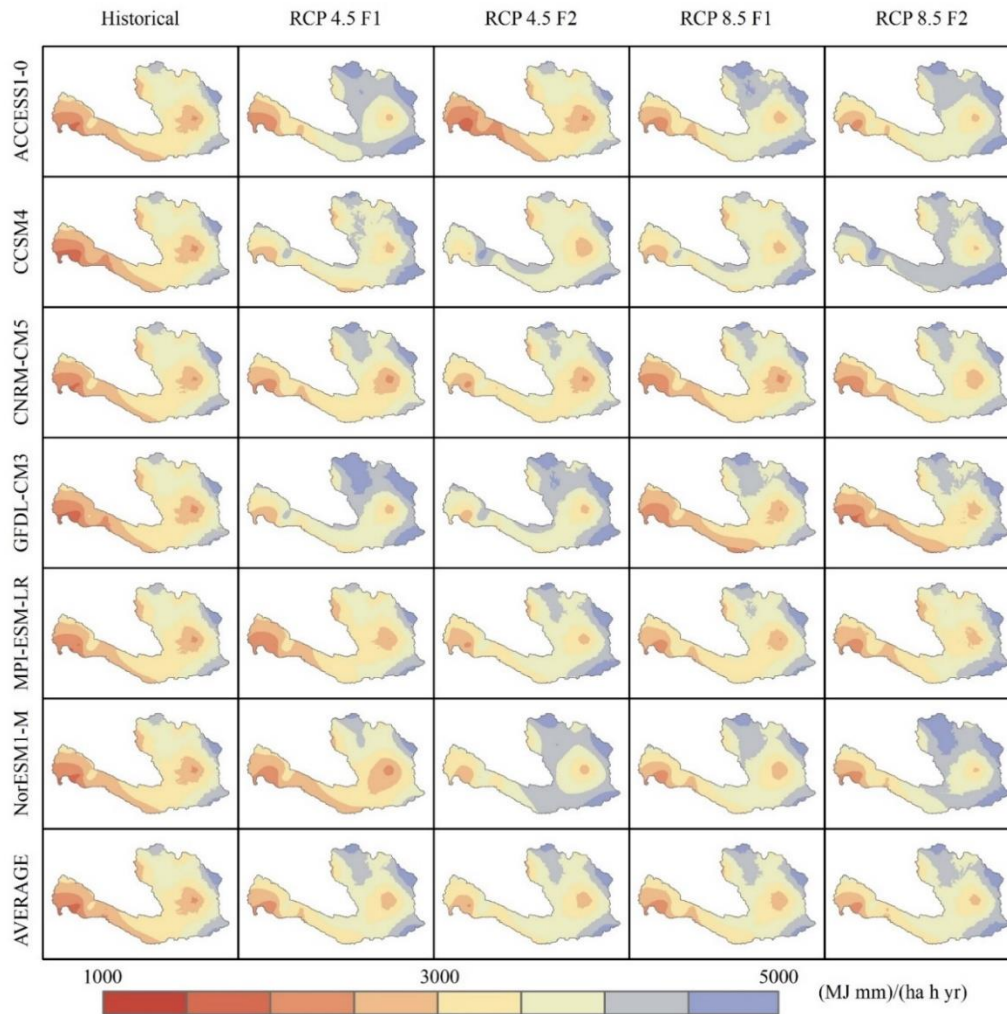 Historical RCP 4.5 F1 RCP 4.5 F2 RCP 8.5 F1 RCP 8.5 F2
ACCESS1-0
CCSM4
CNRM-CM5
GFDL-CM3
MPI-ESM-LR
NorESM1-M
AVERAGE
1000 3000 5000 (MJ mm)/(ha h yr)